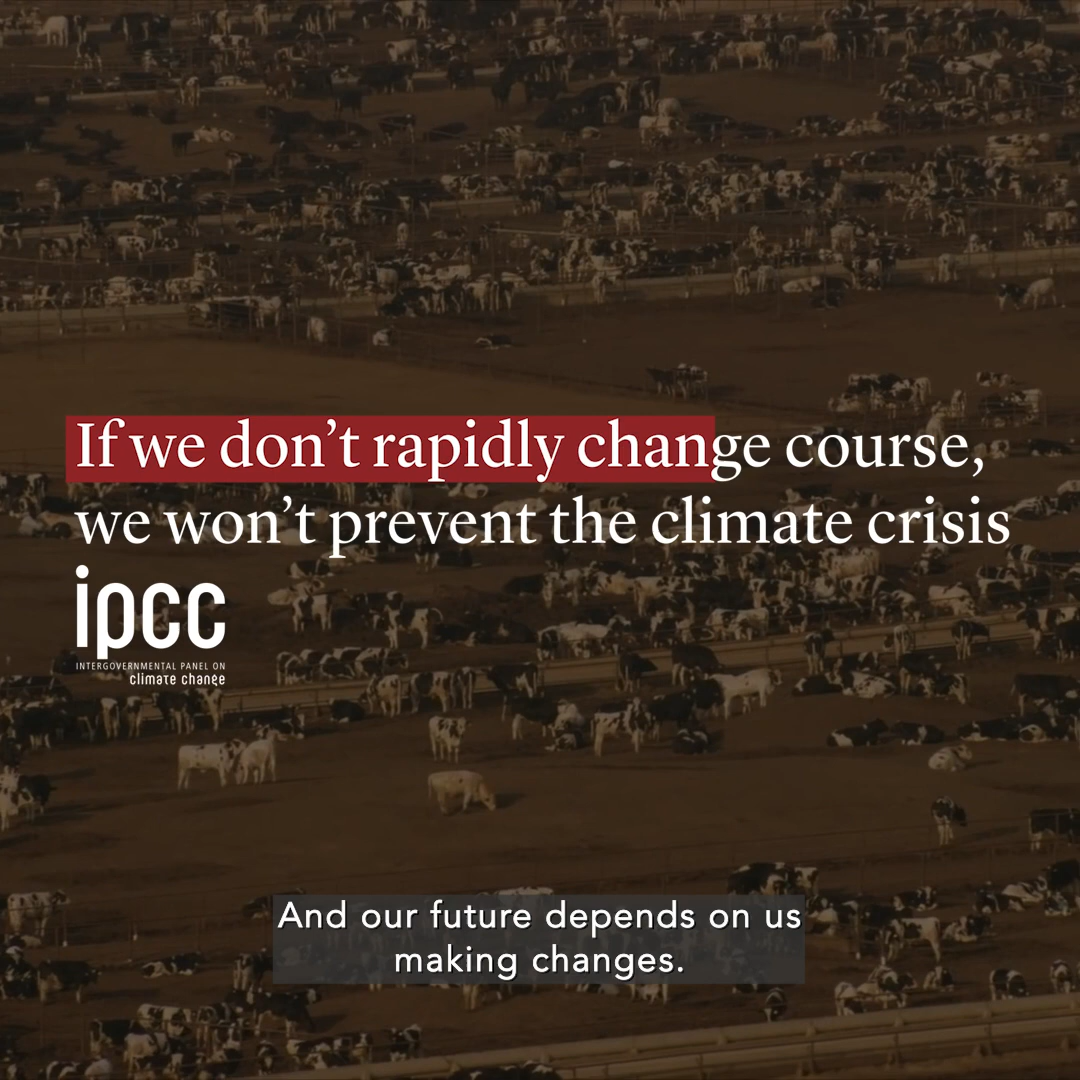 If we don’t rapidly change course,
we won’t prevent the climate crisis
ipcc
INTERGOVERNMENTAL PANEL ON
climate change
And our future depends on us
making changes.